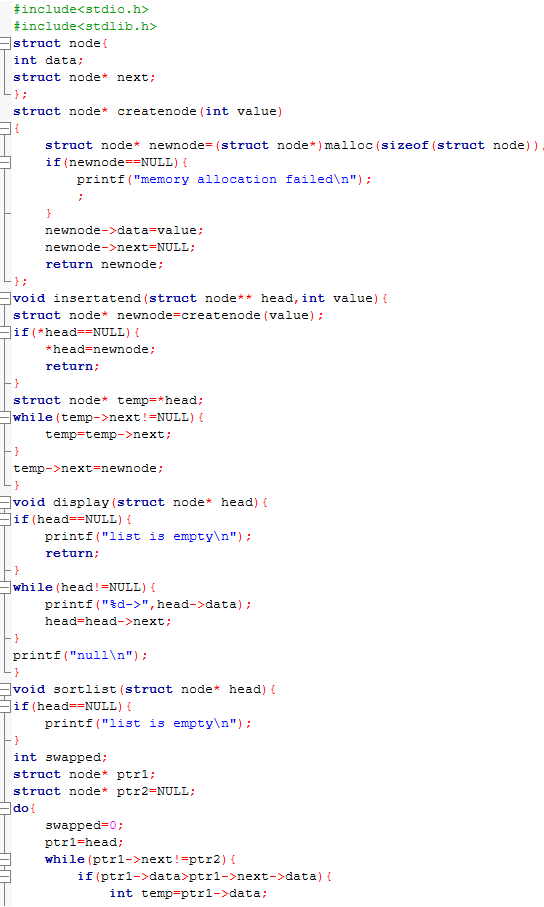 #include<stdio.h>
#include<stdlib.h>
struct node{
int data;
struct node* next;
};
struct node* createnode(int value)
{
    struct node* newnode=(struct node*)malloc(sizeof(struct node)).
    if(newnode==NULL){
        printf("memory allocation failed\n");
        ;
    }
    newnode->data=value;
    newnode->next=NULL;
    return newnode;
};
void insertatend(struct node** head,int value){
struct node* newnode=createnode(value);
if(*head==NULL){
    *head=newnode;
    return;
}
struct node* temp=*head;
while(temp->next!=NULL){
    temp=temp->next;
}
temp->next=newnode;
}
void display(struct node* head){
if(head==NULL){
    printf("list is empty\n");
    return;
}
while(head!=NULL){
    printf("%d->",head->data);
    head=head->next;
}
printf("null\n");
}
void sortlist(struct node* head){
if(head==NULL){
    printf("list is empty\n");
}
int swapped;
struct node* ptr1;
struct node* ptr2=NULL;
do{
    swapped=0;
    ptr1=head;
    while(ptr1->next!=ptr2){
        if(ptr1->data>ptr1->next->data){
            int temp=ptr1->data;